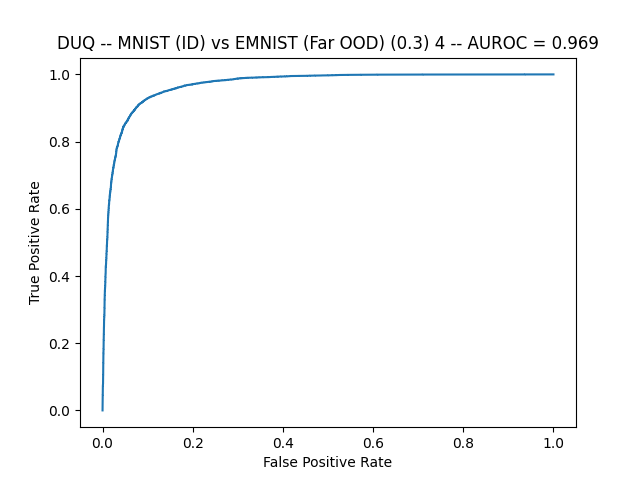 DUQ -- MNIST (ID) vs EMNIST (Far OOD) (0.3) 4 -- AUROC = 0.969
1.0
0.8
0.6
0.4
0.2
0.0
True Positive Rate
0.0 0.2 0.4 0.6 0.8 1.0
False Positive Rate